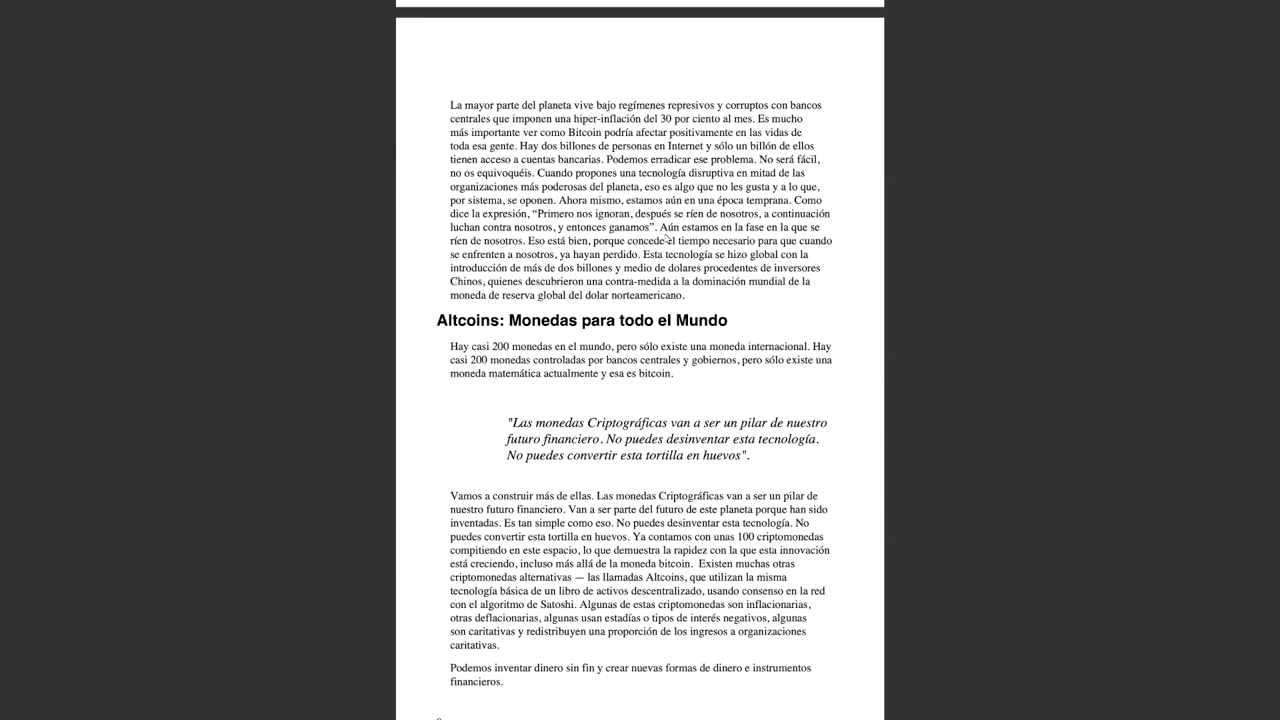 La mayor parte del planeta vive bajo regímenes represivos y corruptos con bancos
centrales que imponen una hiper-inflación del 30 por ciento al mes. Es mucho
más importante ver como Bitcoin podría afectar positivamente en las vidas de
toda esa gente. Hay dos billones de personas en Internet y sólo un billón de ellos
tienen acceso a cuentas bancarias. Podemos erradicar ese problema. No será fácil,
no os equivoquéis. Cuando propones una tecnología disruptiva en mitad de las
organizaciones más poderosas del planeta, eso es algo que no les gusta y a lo que,
por sistema, se oponen. Ahora mismo, estamos aún en una época temprana. Como
dice la expresión, “Primero nos ignoran, después se ríen de nosotros, a continuación
luchan contra nosotros, y entonces ganamos”. Aún estamos en la fase en la que se
ríen de nosotros. Eso está bien, porque concede el tiempo necesario para que cuando
se enfrenten a nosotros, ya hayan perdido. Esta tecnología se hizo global con la
introducción de más de dos billones y medio de dolares procedentes de inversores
Chinos, quienes descubrieron una contra-medida a la dominación mundial de la
moneda de reserva global del dolar norteamericano.
Altcoins: Monedas para todo el Mundo
Hay casi 200 monedas en el mundo, pero sólo existe una moneda internacional. Hay
casi 200 monedas controladas por bancos centrales y gobiernos, pero sólo existe una
moneda matemática actualmente y esa es bitcoin.
"Las monedas Criptográficas van a ser un pilar de nuestro
futuro financiero. No puedes desinventar esta tecnología.
No puedes convertir esta tortilla en huevos".
Vamos a construir más de ellas. Las monedas Criptográficas van a ser un pilar de
nuestro futuro financiero. Van a ser parte del futuro de este planeta porque han sido
inventadas. Es tan simple como eso. No puedes desinventar esta tecnología. No
puedes convertir esta tortilla en huevos. Ya contamos con unas 100 criptomonedas
compitiendo en este espacio, lo que demuestra la rapidez con la que esta innovación
está creciendo, incluso más allá de la moneda bitcoin.  Existen muchas otras
criptomonedas alternativas — las llamadas Altcoins, que utilizan la misma
tecnología básica de un libro de activos descentralizado, usando consenso en la red
con el algoritmo de Satoshi. Algunas de estas criptomonedas son inflacionarias,
otras deflacionarias, algunas usan estadías o tipos de interés negativos, algunas
son caritativas y redistribuyen una proporción de los ingresos a organizaciones
caritativas.
Podemos inventar dinero sin fin y crear nuevas formas de dinero e instrumentos
financieros.